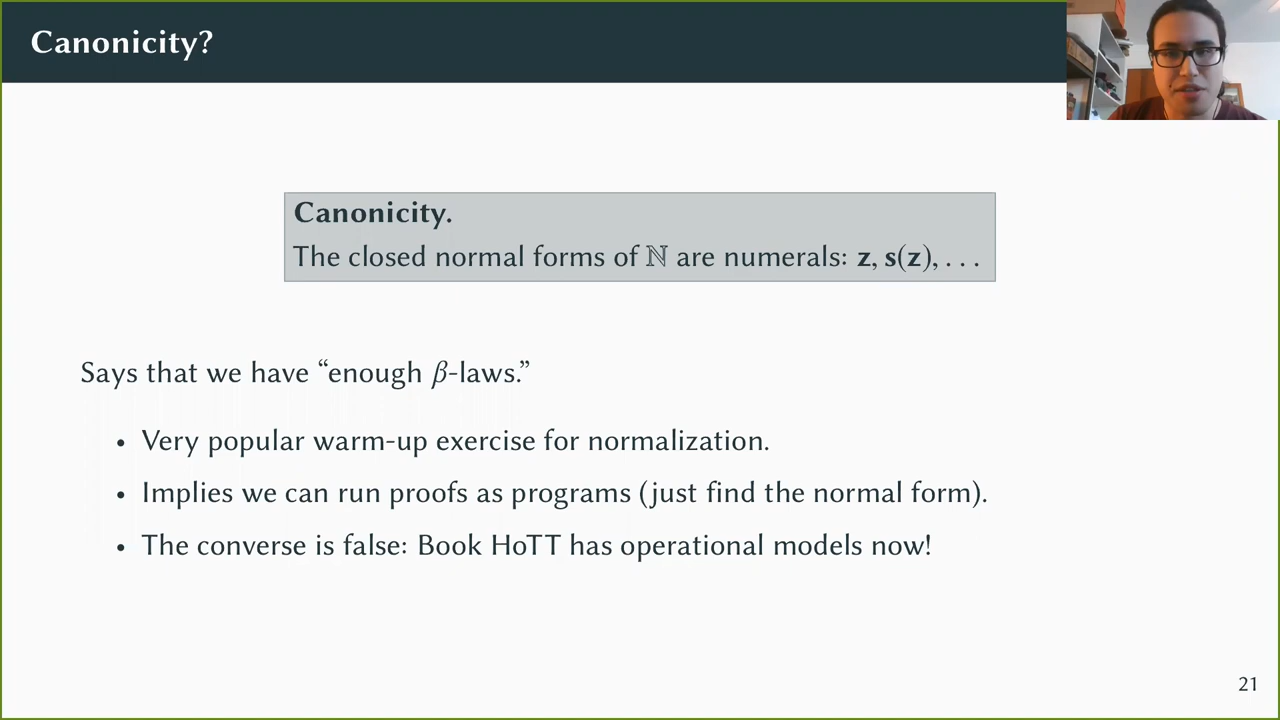 Canonicity?
Canonicity.
The closed normal forms of ℕ are numerals: z, s(z), . . .
Says that we have “enough β-laws.”
• Very popular warm-up exercise for normalization.
• Implies we can run proofs as programs (just find the normal form).
• The converse is false: Book HoTT has operational models now!
21